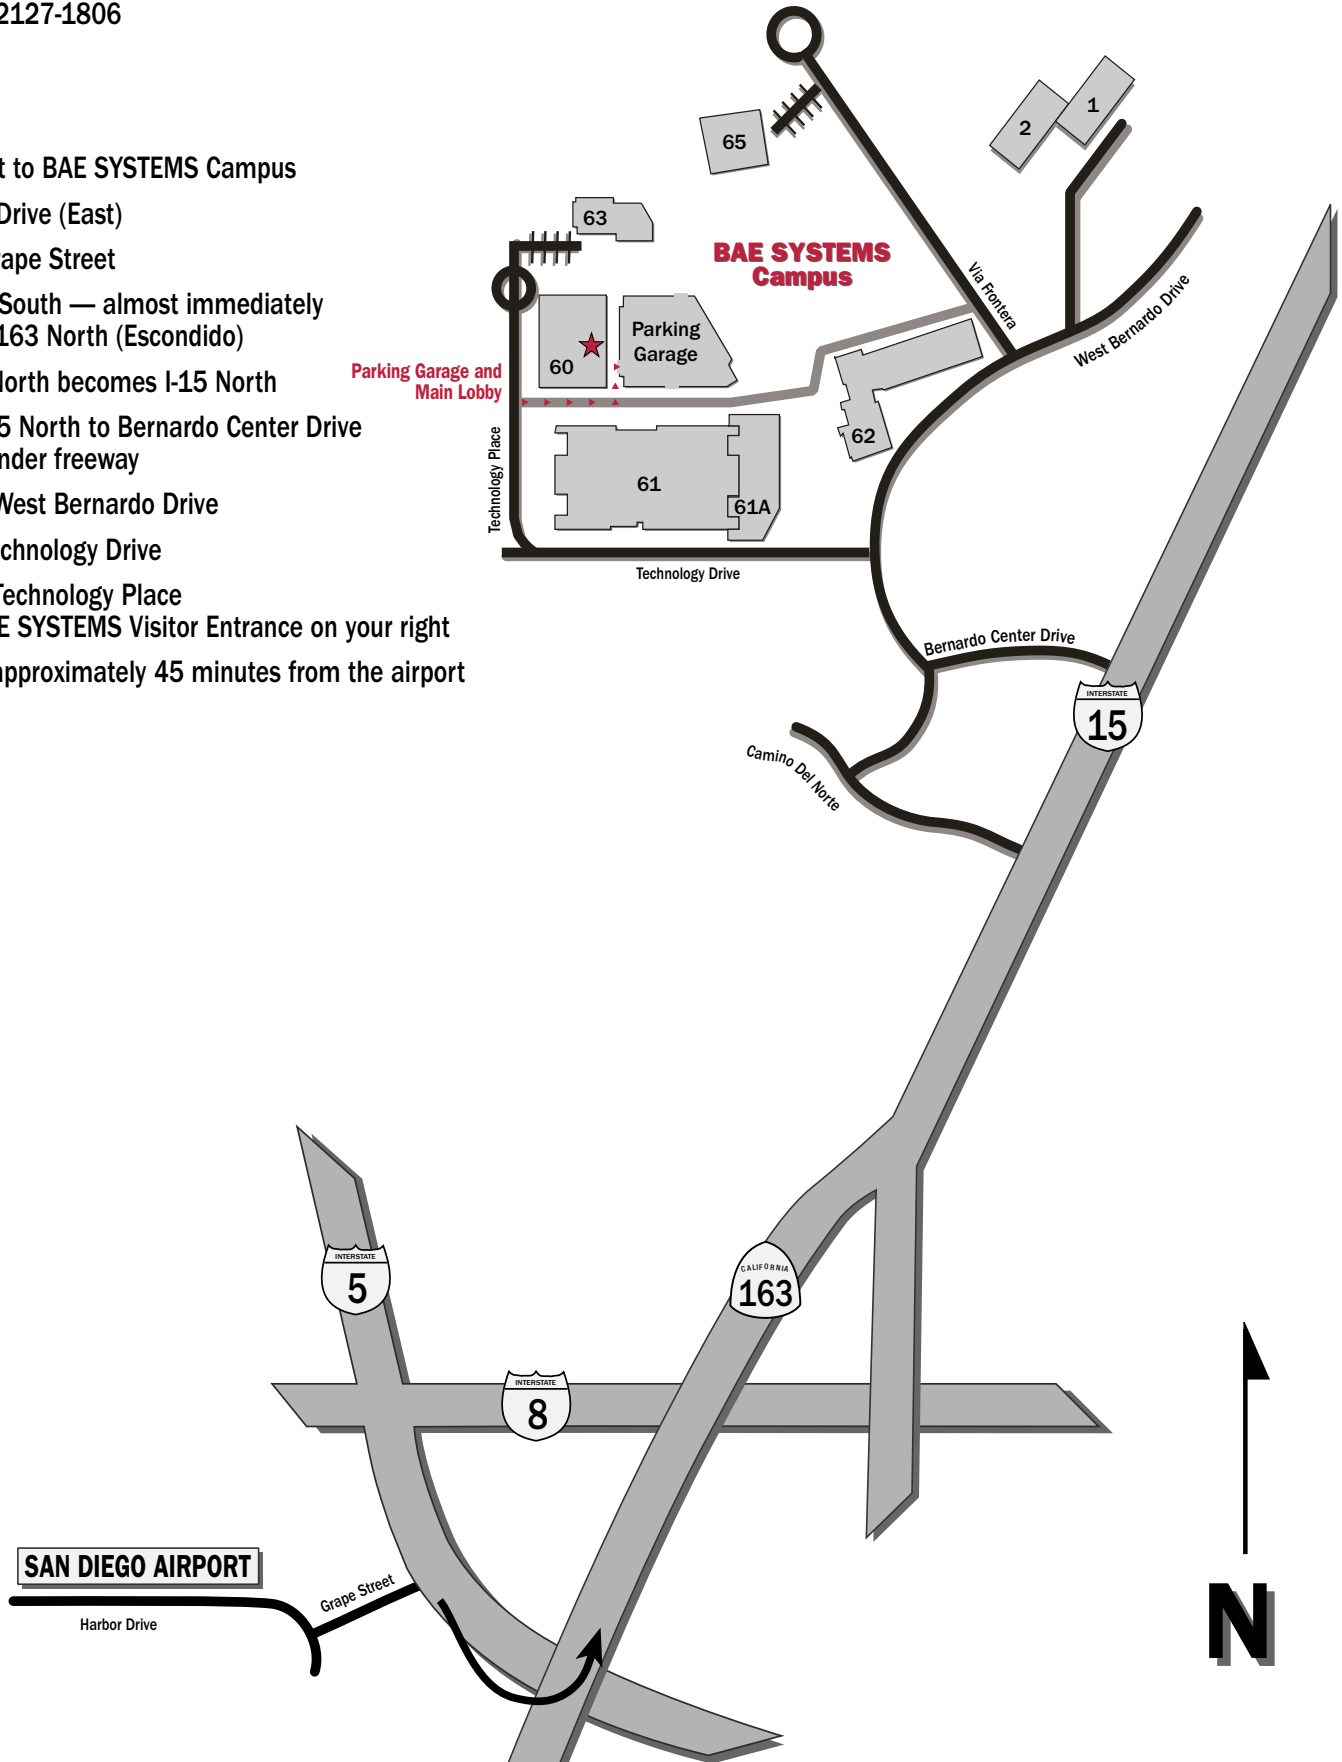 2127-1806
t to BAE SYSTEMS Campus
Drive (East)
ape Street
South — almost immediately
163 North (Escondido)
North becomes I-15 North
5 North to Bernardo Center Drive
nder freeway
West Bernardo Drive
chnology Drive
Technology Place
E SYSTEMS Visitor Entrance on your right
approximately 45 minutes from the airport
1
2
65
63
BAE SYSTEMS
Campus
Via Frontera
West Bernardo Drive
Parking
Garage
60
Parking Garage and
Main Lobby
62
Technology Place
61
61A
Technology Drive
Bernardo Center Drive
INTERSTATE
15
Camino Del Norte
INTERSTATE
5
CALIFORNIA
163
INTERSTATE
8
SAN DIEGO AIRPORT
Grape Street
Harbor Drive
N